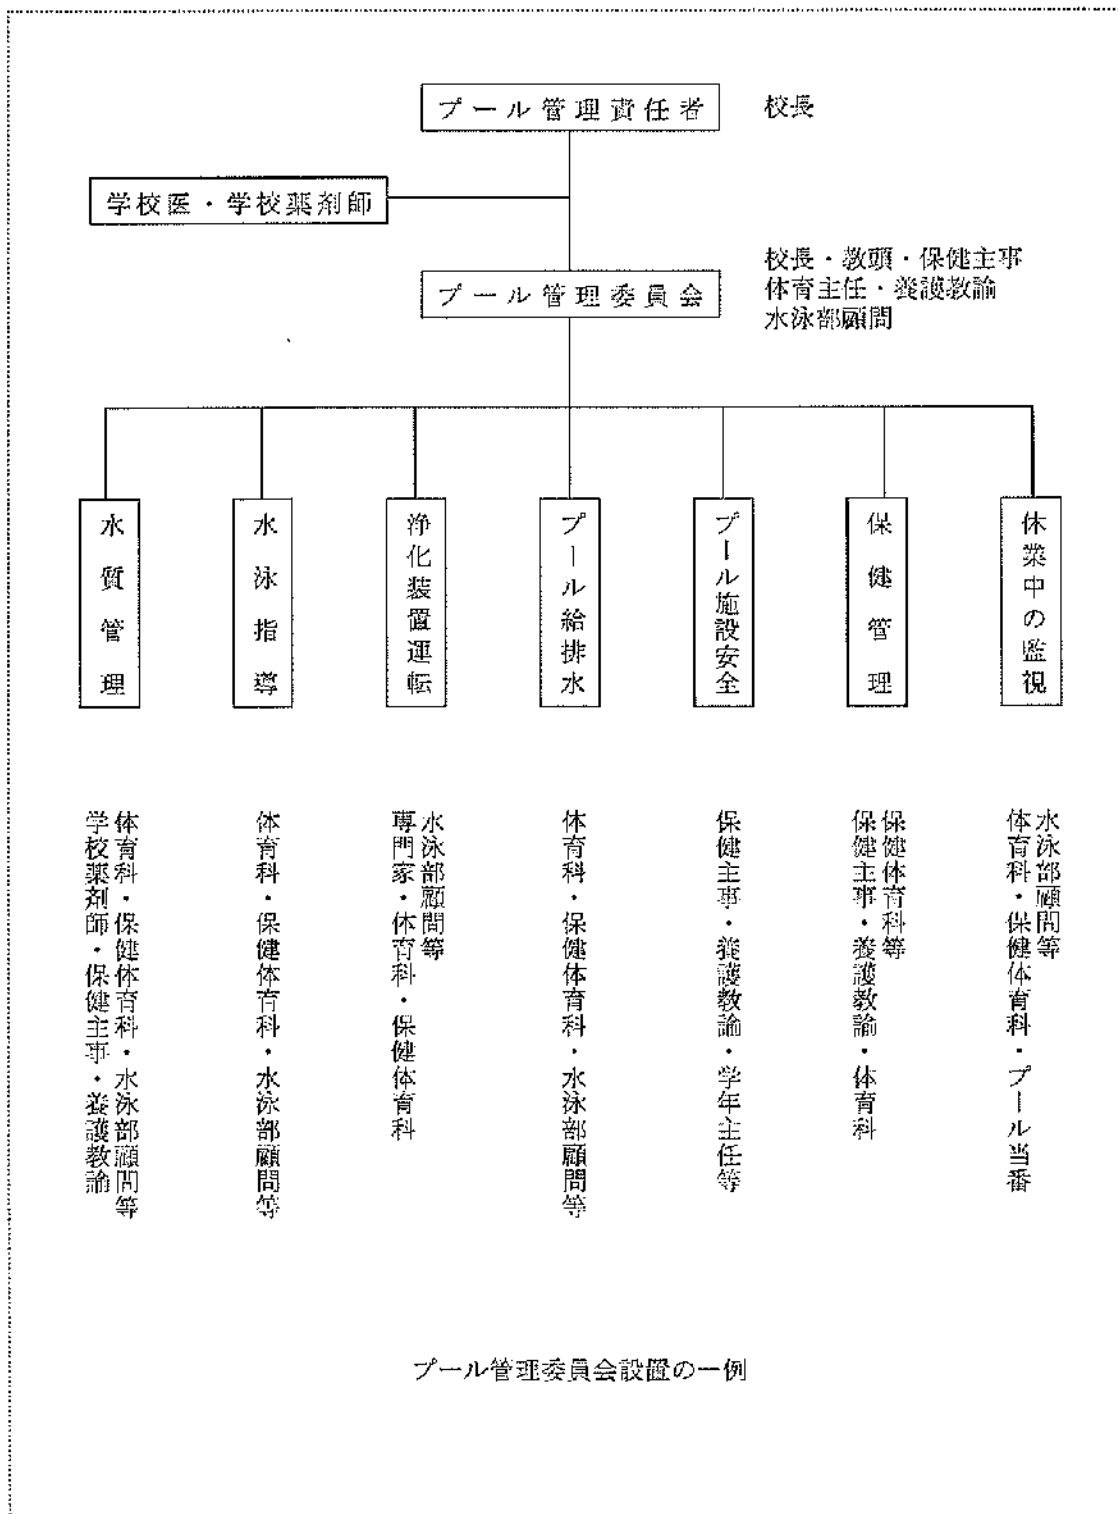 プール管理責任者
校長
学校医・学校薬剤師
プール管理委員会
校長・教頭・保健主事
体育主任・養護教諭
水泳部顧問
水質管理
水泳指導
浄化装置運転
プール給排水
プール施設安全
保健管理
休業中の監視
学校薬剤師・保健主事・養護教諭
体育科・保健体育科・水泳部顧問等
体育科・保健体育科・水泳部顧問等
専門家・体育科・保健体育科
水泳部顧問等
体育科・保健体育科・水泳部顧問等
保健主事・養護教諭・学年主任等
保健主事・養護教諭・体育科
保健体育科等
体育科・保健体育科・プール当番
水泳部顧問等
プール管理委員会設置の一例